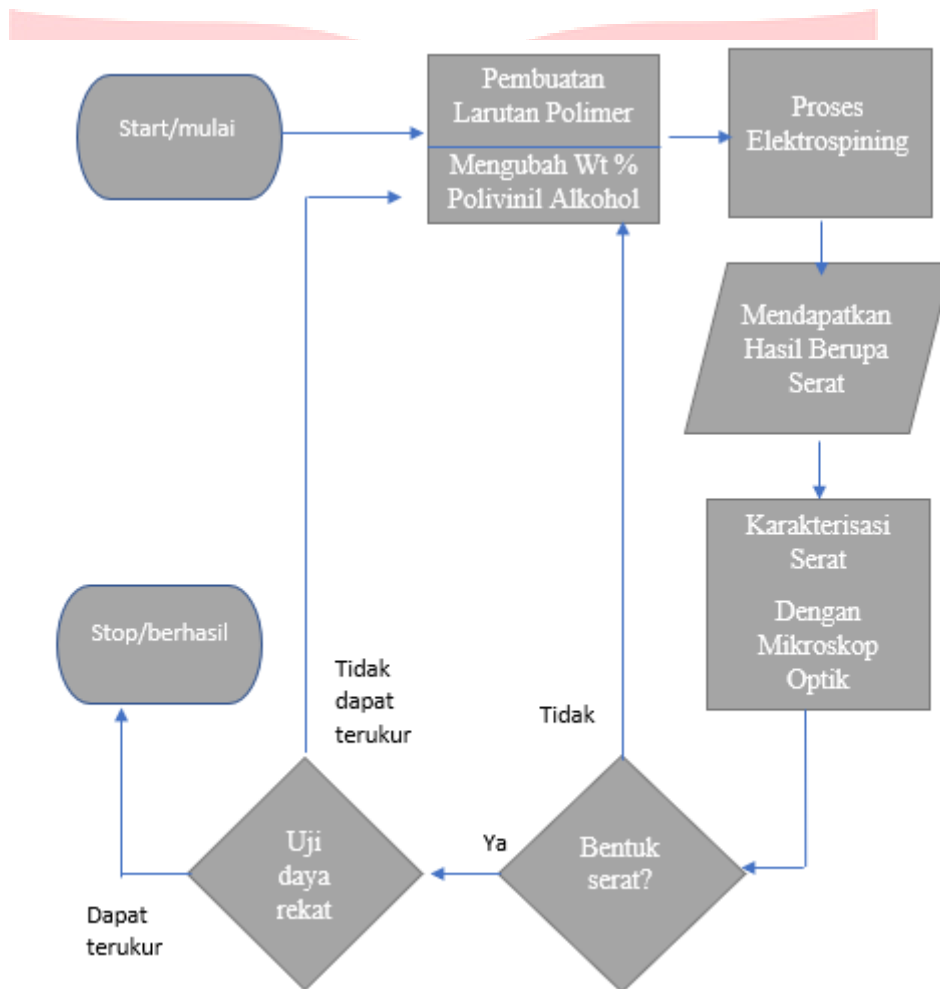 Start/mulai
Pembuatan
Larutan Polimer
Mengubah Wt %
Polivinil Alkohol
Proses
Elektrospining
Mendapatkan
Hasil Berupa
Serat
Karakterisasi
Serat
Dengan
Mikroskop
Optik
Bentuk
serat?
Tidak
Ya
Uji
daya
rekat
Tidak
dapat
terukur
Dapat
terukur
Stop/berhasil